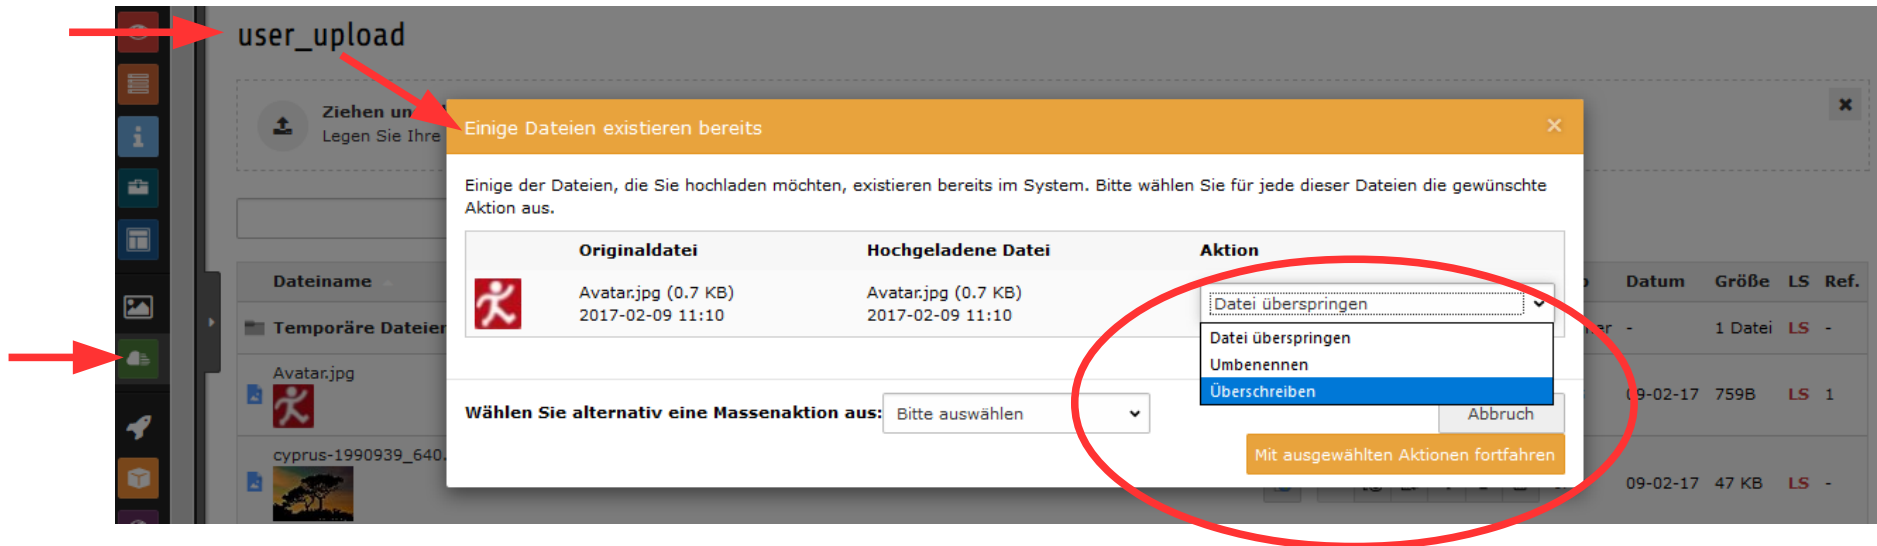 user_upload
Ziehen un
Legen Sie Ihre
Einige Dateien existieren bereits
Einige der Dateien, die Sie hochladen möchten, existieren bereits im System. Bitte wählen Sie für jede dieser Dateien die gewünschte
Aktion aus.
Originaldatei Hochgeladene Datei Aktion
Avatar.jpg (0.7 KB) Avatar.jpg (0.7 KB) Datei überspringen
2017-02-09 11:10 2017-02-09 11:10
Datei überspringen
Umbenennen
Überschreiben
Wählen Sie alternativ eine Massenaktion aus: Bitte auswählen
Abbruch
Mit ausgewählten Aktionen fortfahren
Dateiname Datum Größe LS Ref.
Temporäre Dateien - 1 Datei LS -
Avatar.jpg 09-02-17 759B LS 1
cyprus-1990939_640. 09-02-17 47 KB LS -